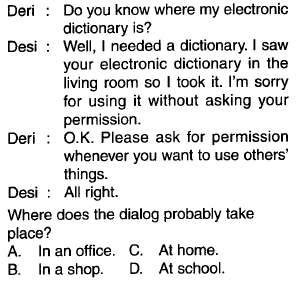 Deri : Do you know where my electronic
dictionary is?
Desi : Well, I needed a dictionary. I saw
your electronic dictionary in the
living room so I took it. I'm sorry
for using it without asking your
permission.
Deri : O.K. Please ask for permission
whenever you want to use others'
things.
Desi : All right.
Where does the dialog probably take
place?
A. In an office. C. At home.
B. In a shop. D. At school.